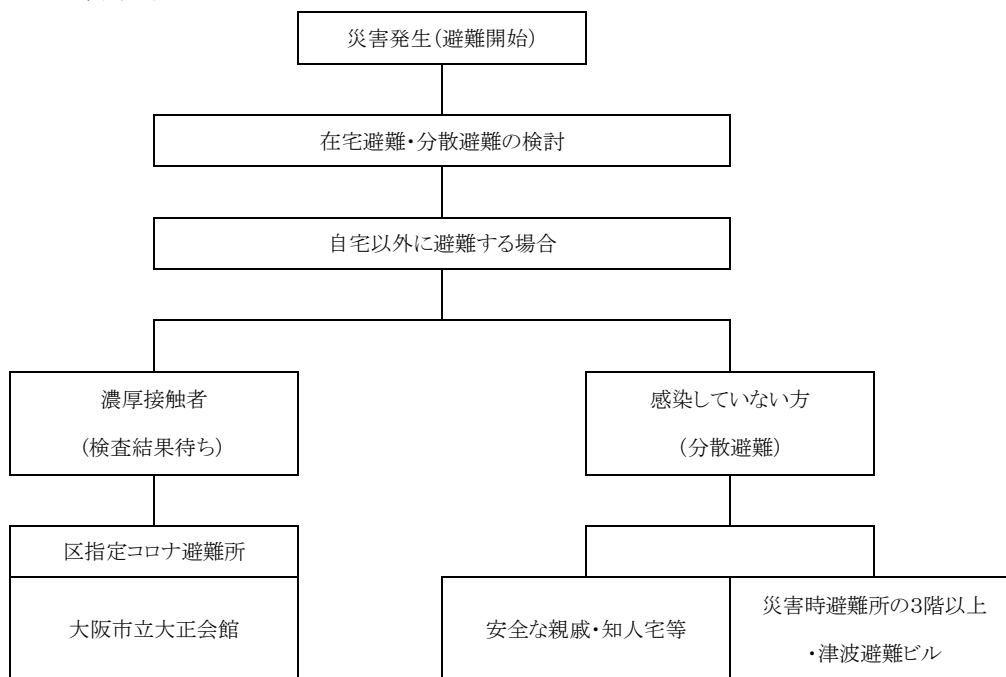 災害発生(避難開始)
在宅避難・分散避難の検討
自宅以外に避難する場合
濃厚接触者
(検査結果待ち)
感染していない方
(分散避難)
区指定コロナ避難所
大阪市立大正会館
安全な親戚・知人宅等
災害時避難所の3階以上
・津波避難ビル